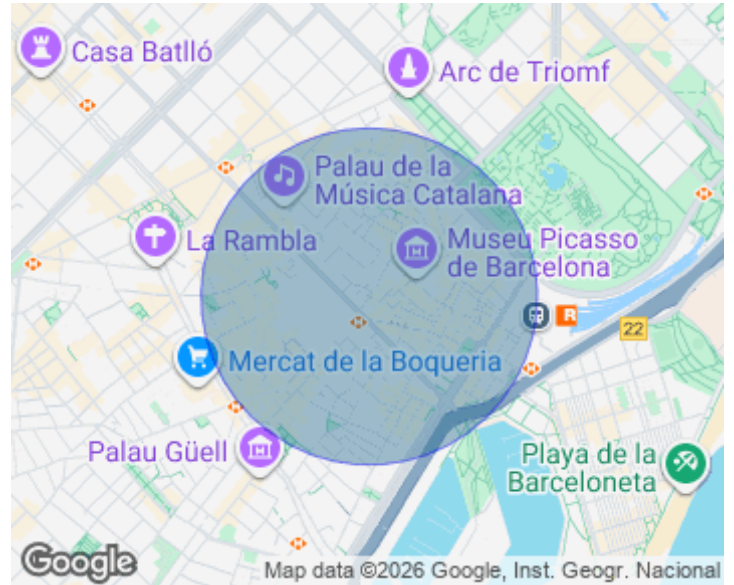 Casa Batlló
Arc de Triomf
Palau de la
Música Catalana
La Rambla
Museu Picasso
de Barcelona
R
22
Mercat de la Boqueria
Palau Güell
Playa de la
Barceloneta
Google
Map data ©2026 Google, Inst. Geogr. Nacional